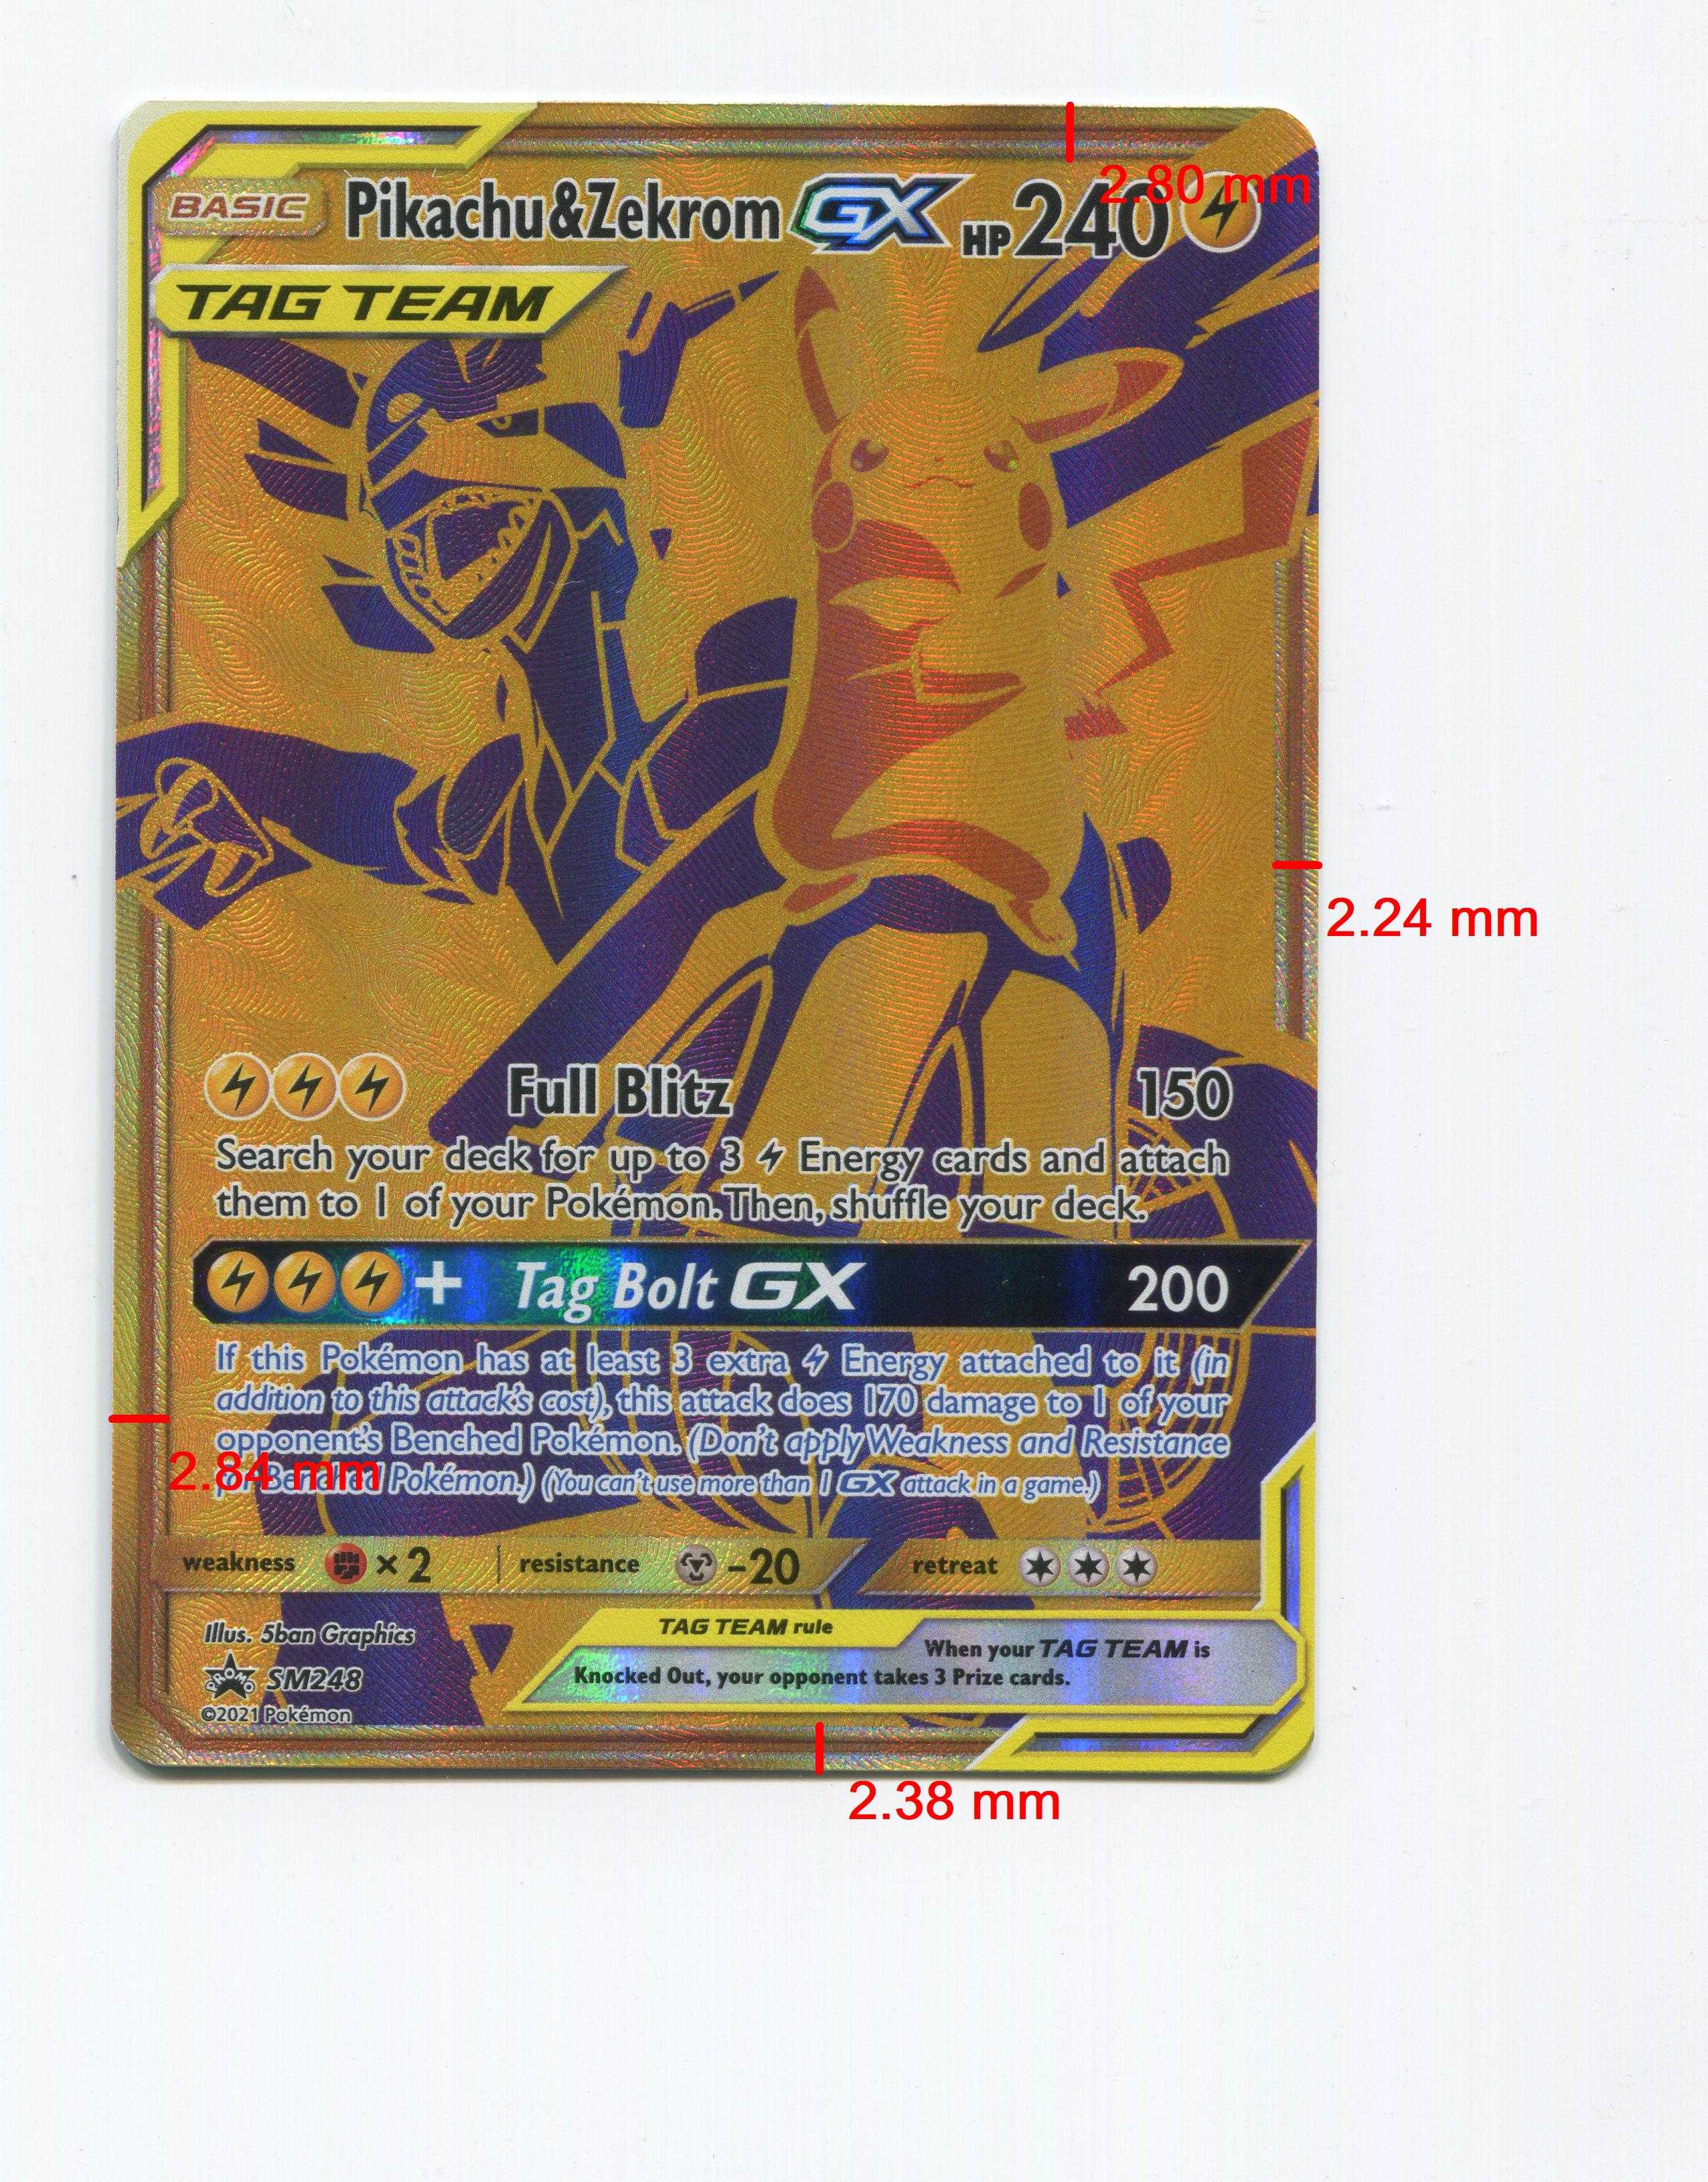 BASIC Pikachu&Zekrom GX HP 240
2.80 mm
TAG TEAM
2.24 mm
Full Blitz 150
Search your deck for up to 3 Energy cards and attach
them to 1 of your Pokémon. Then, shuffle your deck.
+ Tag Bolt GX 200
If this Pokémon has at least 3 extra Energy attached to it (in
addition to this attack's cost), this attack does 170 damage to 1 of your
opponent's Benched Pokémon. (Don't apply Weakness and Resistance
2.84 mm
Benched Pokémon.) (You can't use more than 1 GX attack in a game.)
weakness ×2 resistance -20 retreat
Illus. 5ban Graphics
PROMO SM248
©2021 Pokémon
TAG TEAM rule
When your TAG TEAM is
Knocked Out, your opponent takes 3 Prize cards.
2.38 mm